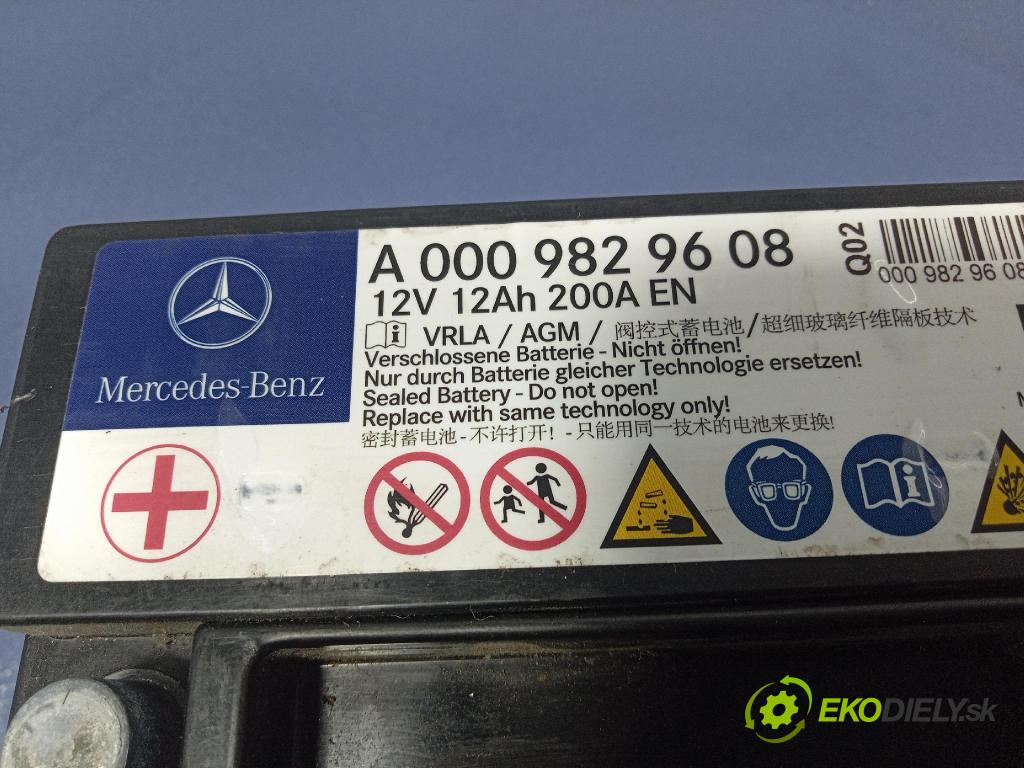 A 000 982 96 08
12V 12Ah 200A EN
VRLA / AGM / 阀控式蓄电池/超细玻璃纤维隔板技术
Verschlossene Batterie - Nicht öffnen!
Nur durch Batterie gleicher Technologie ersetzen!
Sealed Battery - Do not open!
Replace with same technology only!
密封蓄电池 - 不许打开! - 只能用同一技术的电池来更换!
Mercedes-Benz
Q02
000 982 96 08
EKODIELY.sk